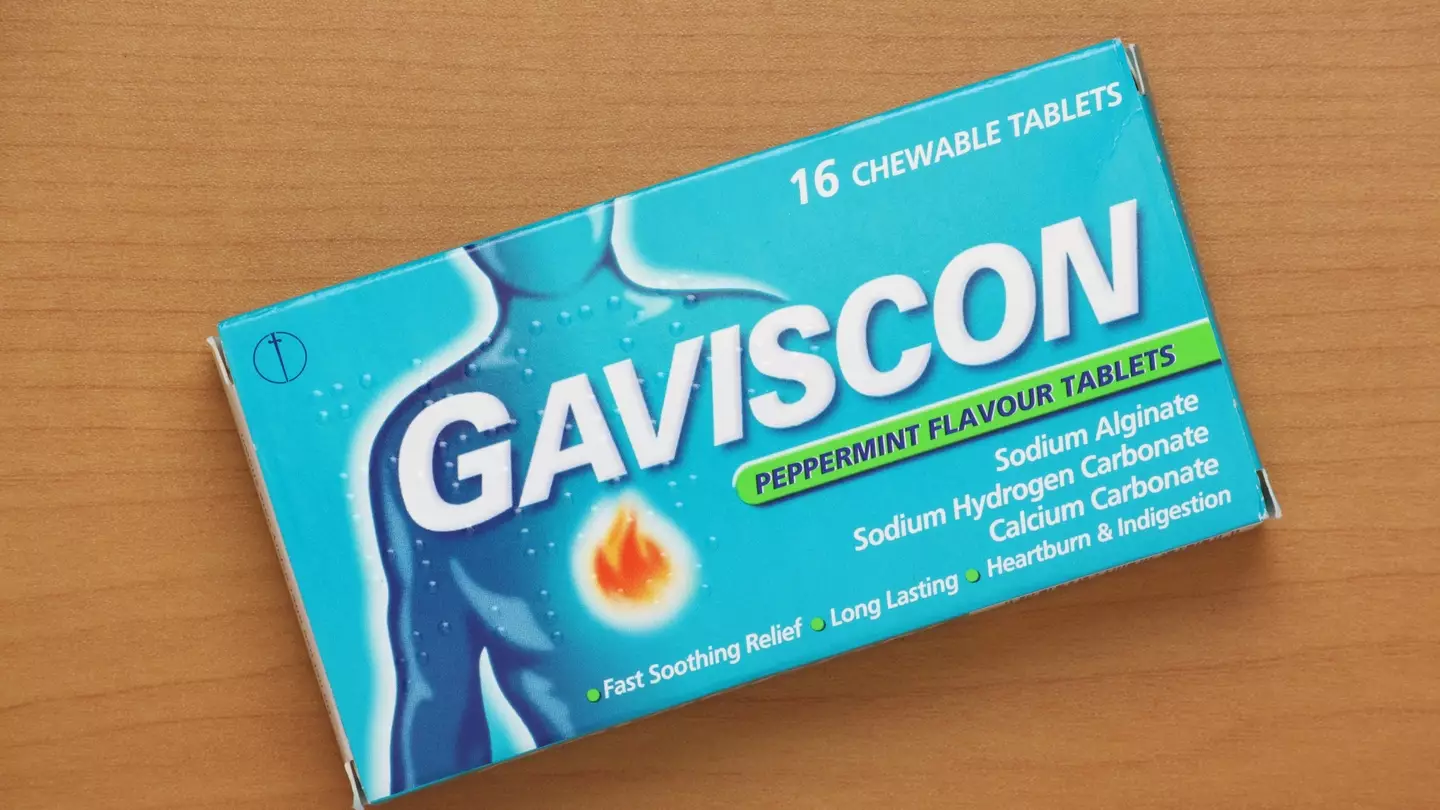 16 CHEWABLE TABLETS
GAVISCON
PEPPERMINT FLAVOUR TABLETS
Sodium Alginate
Sodium Hydrogen Carbonate
Calcium Carbonate
• Fast Soothing Relief • Long Lasting • Heartburn & Indigestion